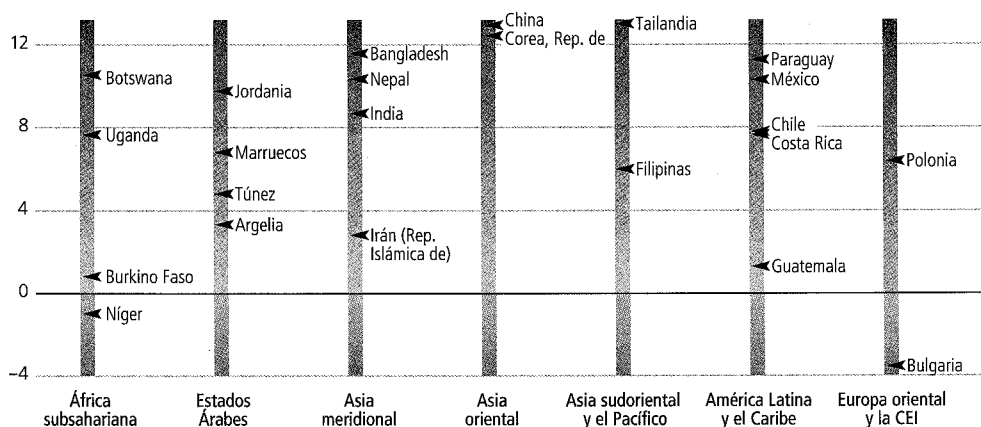 12
8
4
0
–4
Botswana
Uganda
Burkino Faso
Níger
Jordania
Marruecos
Túnez
Argelia
Bangladesh
Nepal
India
Irán (Rep.
Islámica de)
China
Corea, Rep. de
Tailandia
Filipinas
Paraguay
México
Chile
Costa Rica
Guatemala
Polonia
Bulgaria
África
subsahariana
Estados
Árabes
Asia
meridional
Asia
oriental
Asia sudoriental
y el Pacífico
América Latina
y el Caribe
Europa oriental
y la CEI